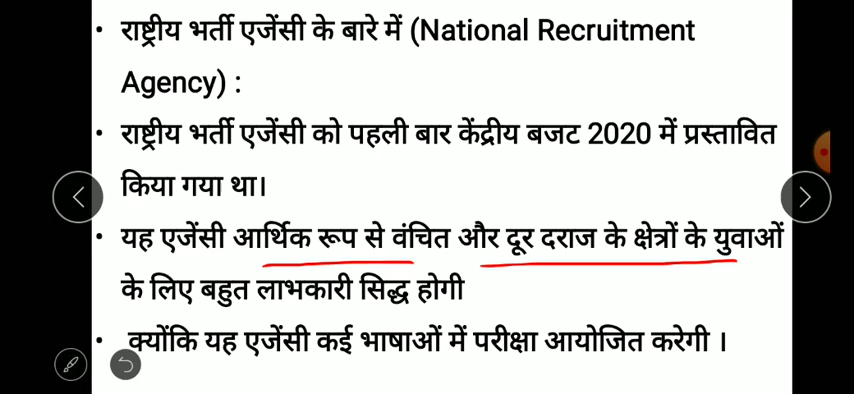 • राष्ट्रीय भर्ती एजेंसी के बारे में (National Recruitment
Agency) :
• राष्ट्रीय भर्ती एजेंसी को पहली बार केंद्रीय बजट 2020 में प्रस्तावित
किया गया था।
• यह एजेंसी आर्थिक रूप से वंचित और दूर दराज के क्षेत्रों के युवाओं
के लिए बहुत लाभकारी सिद्ध होगी
• क्योंकि यह एजेंसी कई भाषाओं में परीक्षा आयोजित करेगी ।